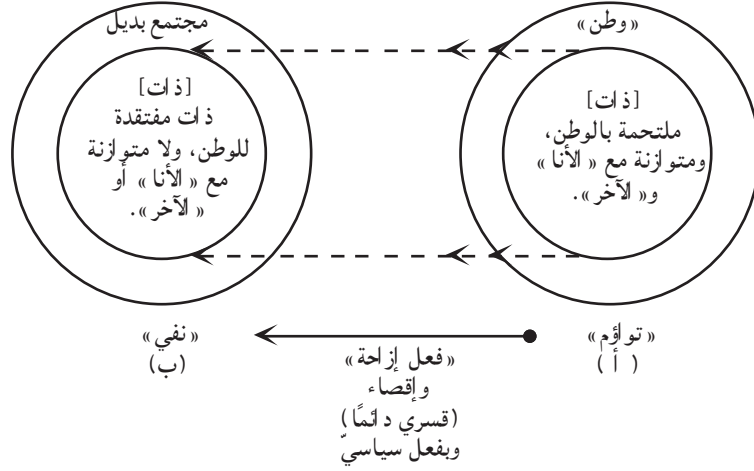 «وطن»
[ذات]
ملتحمة بالوطن،
ومتوازنة مع «الأنا»
و«الآخر».
مجتمع بديل
[ذات]
ذات مفتقدة
للوطن، ولا متوازنة
مع «الأنا» أو
«الآخر».
«تواؤم»
(أ)
«فعل إزاحة»
وإقصاء
(قسري دائمًا)
وبفعل سياسيّ
«نفي»
(ب)